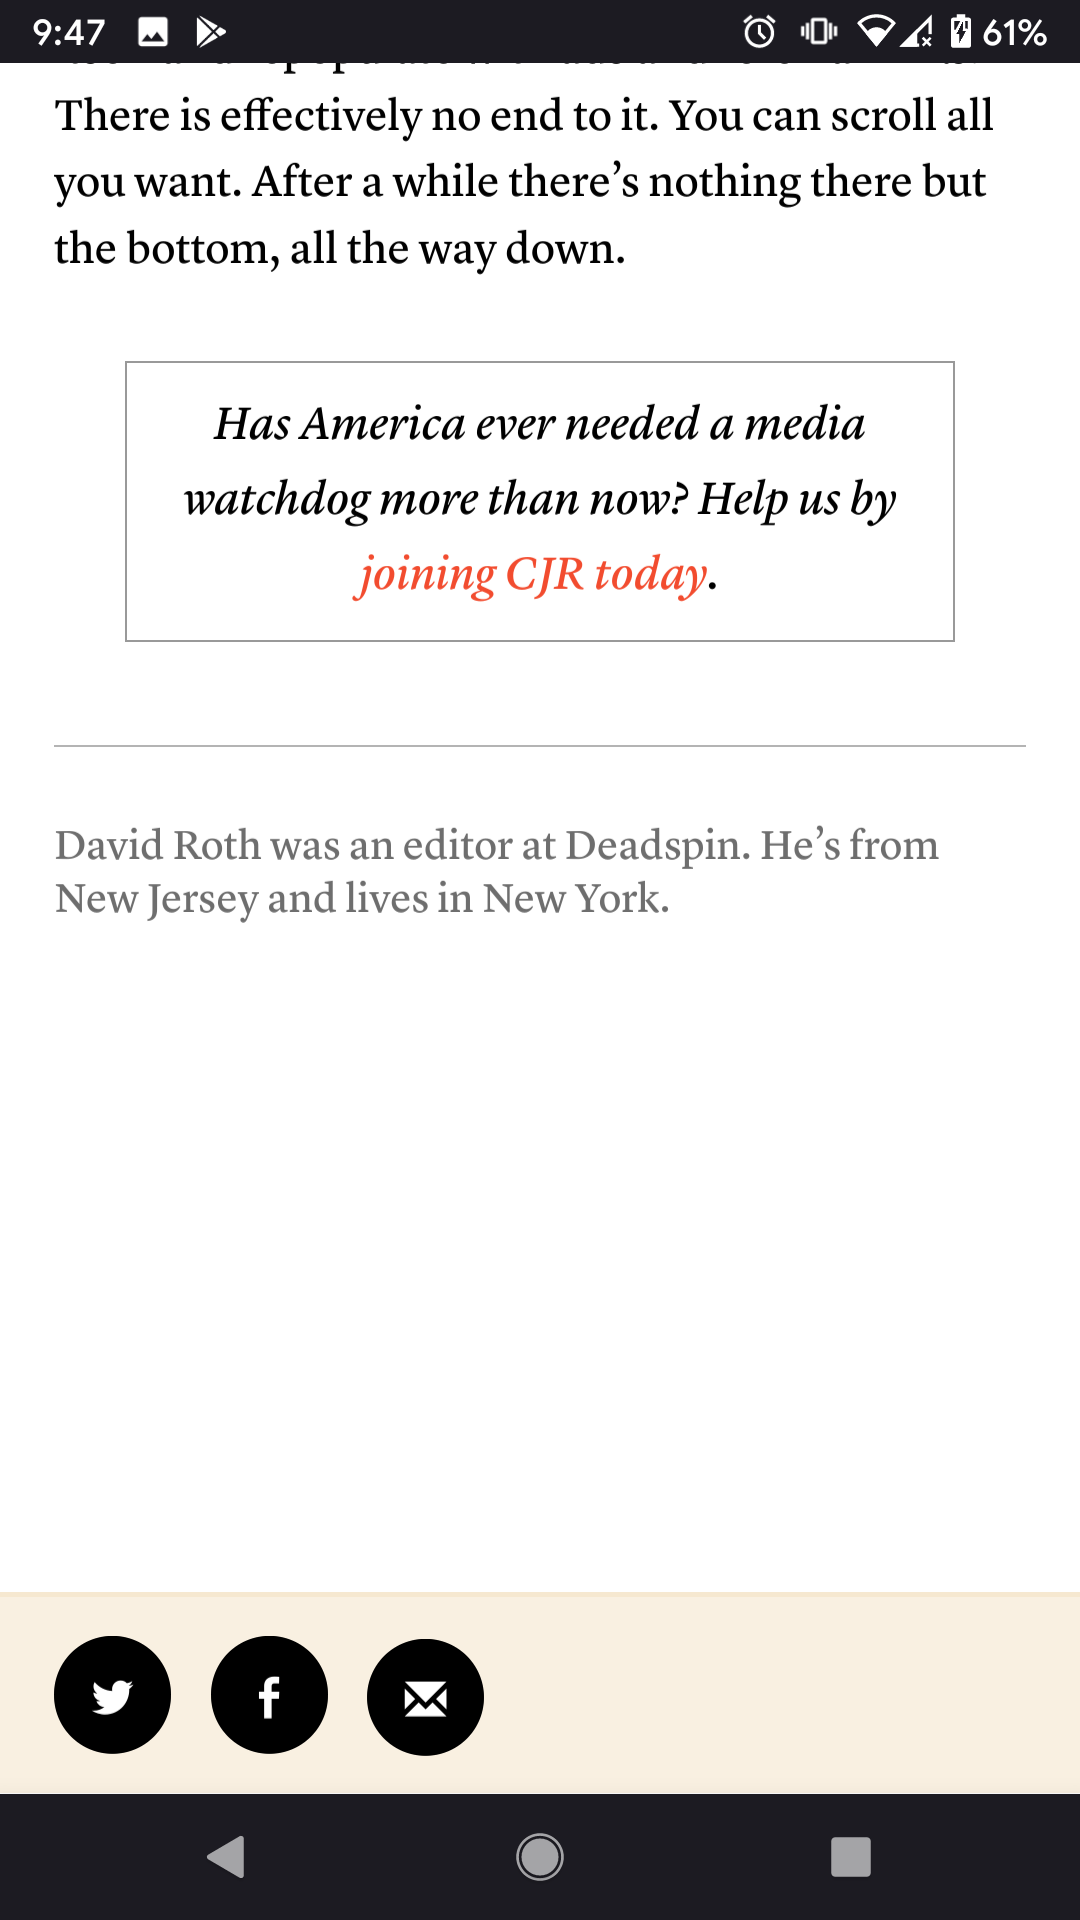 9:47
61%
There is effectively no end to it. You can scroll all
you want. After a while there’s nothing there but
the bottom, all the way down.
Has America ever needed a media
watchdog more than now? Help us by
joining CJR today.
David Roth was an editor at Deadspin. He’s from
New Jersey and lives in New York.